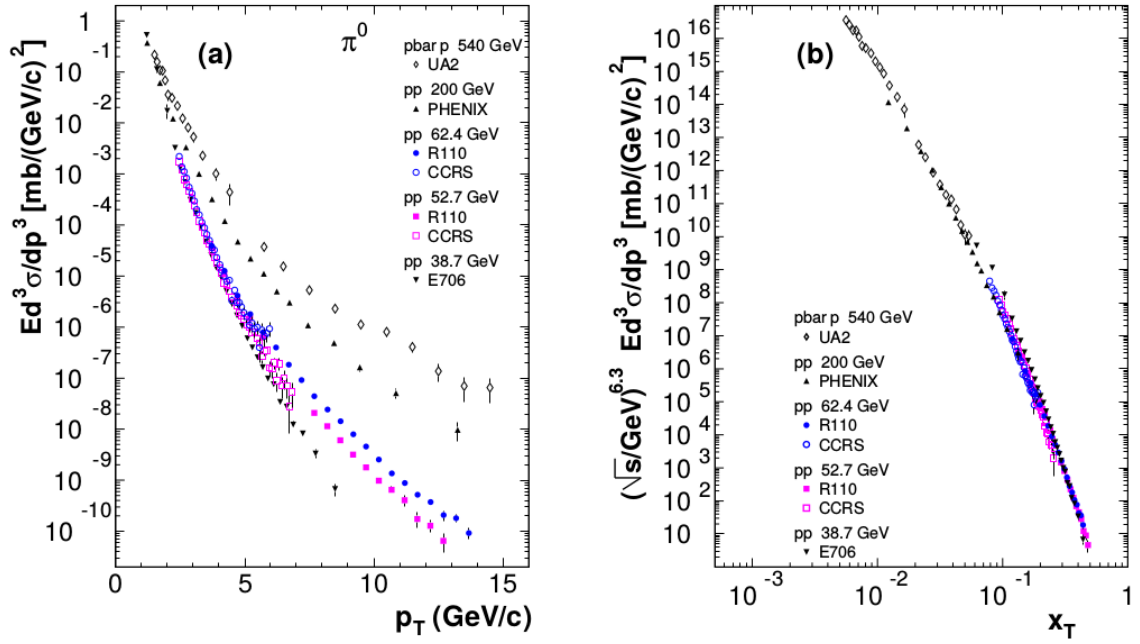 Ed³σ/dp³ [mb/(GeV/c)²]
1
10⁻¹
10⁻²
10⁻³
10⁻⁴
10⁻⁵
10⁻⁶
10⁻⁷
10⁻⁸
10⁻⁹
10⁻¹⁰
(a)
π⁰
pbar p 540 GeV
UA2
pp 200 GeV
PHENIX
pp 62.4 GeV
R110
CCRS
pp 52.7 GeV
R110
CCRS
pp 38.7 GeV
E706
0 5 10 15
p_T (GeV/c)
(√s/GeV)^6.3 Ed³σ/dp³ [mb/(GeV/c)²]
10¹⁶
10¹⁵
10¹⁴
10¹³
10¹²
10¹¹
10¹⁰
10⁹
10⁸
10⁷
10⁶
10⁵
10⁴
10³
10²
10
(b)
pbar p 540 GeV
UA2
pp 200 GeV
PHENIX
pp 62.4 GeV
R110
CCRS
pp 52.7 GeV
R110
CCRS
pp 38.7 GeV
E706
10⁻³ 10⁻² 10⁻¹ 1
x_T